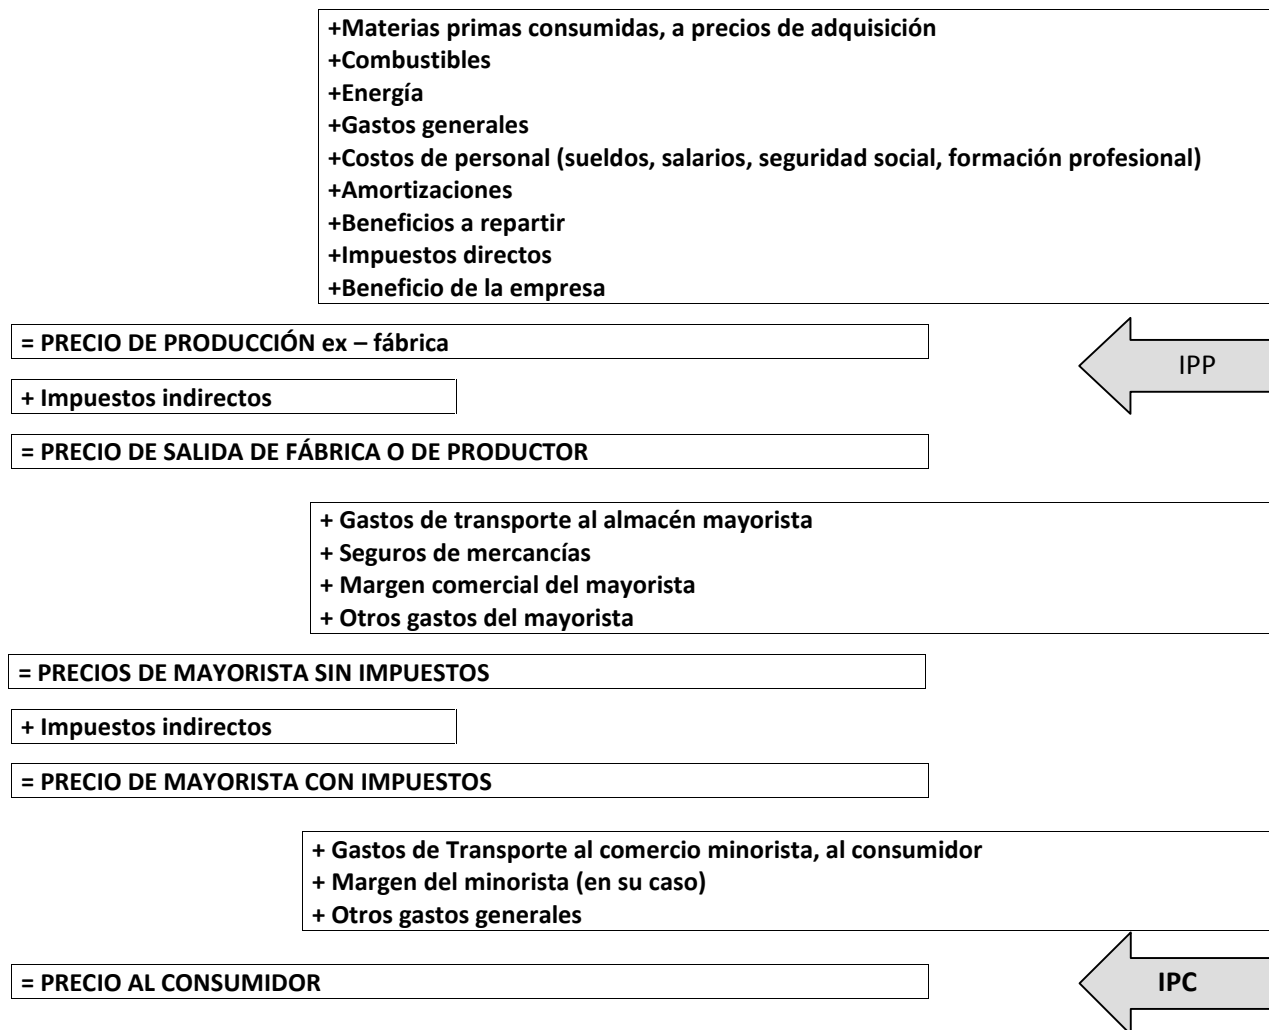 +Materias primas consumidas, a precios de adquisición
+Combustibles
+Energía
+Gastos generales
+Costos de personal (sueldos, salarios, seguridad social, formación profesional)
+Amortizaciones
+Beneficios a repartir
+Impuestos directos
+Beneficio de la empresa
= PRECIO DE PRODUCCIÓN ex – fábrica
IPP
+ Impuestos indirectos
= PRECIO DE SALIDA DE FÁBRICA O DE PRODUCTOR
+ Gastos de transporte al almacén mayorista
+ Seguros de mercancías
+ Margen comercial del mayorista
+ Otros gastos del mayorista
= PRECIOS DE MAYORISTA SIN IMPUESTOS
+ Impuestos indirectos
= PRECIO DE MAYORISTA CON IMPUESTOS
+ Gastos de Transporte al comercio minorista, al consumidor
+ Margen del minorista (en su caso)
+ Otros gastos generales
= PRECIO AL CONSUMIDOR
IPC